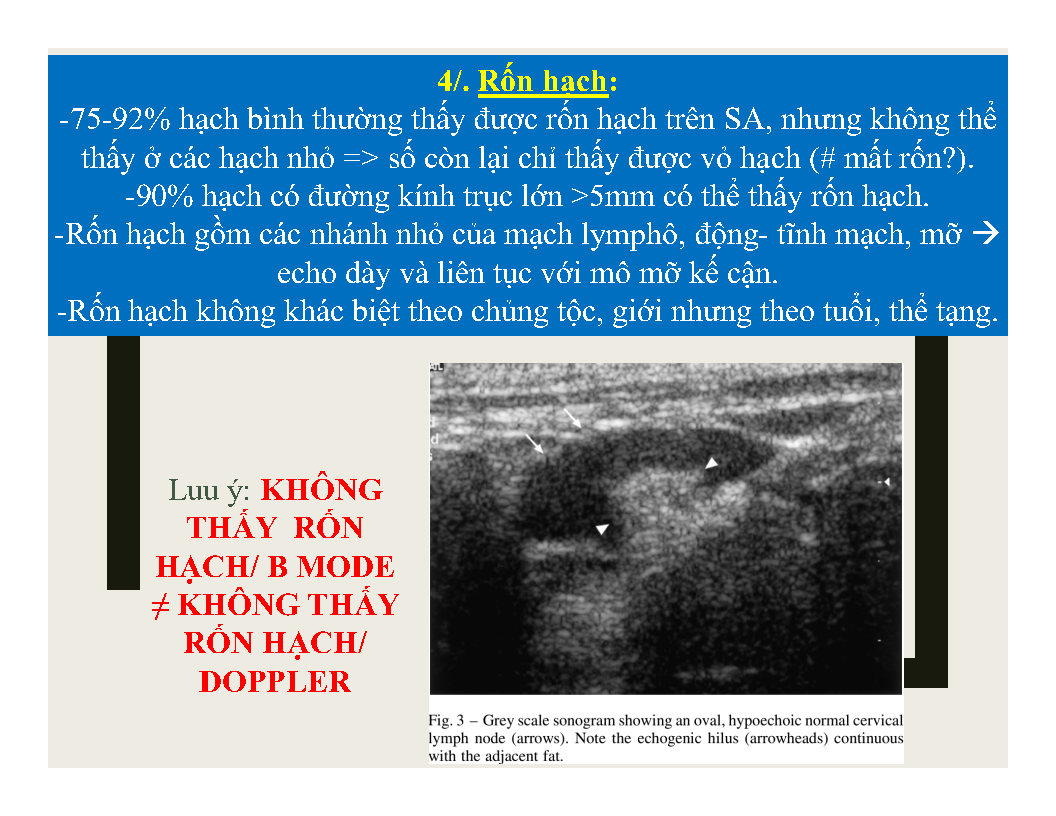 4/. Rốn hạch:
-75-92% hạch bình thường thấy được rốn hạch trên SA, nhưng không thể
thấy ở các hạch nhỏ => số còn lại chỉ thấy được vỏ hạch (# mất rốn?).
-90% hạch có đường kính trục lớn >5mm có thể thấy rốn hạch.
-Rốn hạch gồm các nhánh nhỏ của mạch lymphô, động- tĩnh mạch, mỡ →
echo dày và liên tục với mô mỡ kế cận.
-Rốn hạch không khác biệt theo chủng tộc, giới nhưng theo tuổi, thể tạng.
Luu ý: KHÔNG
THẤY RỐN
HẠCH/ B MODE
≠ KHÔNG THẤY
RỐN HẠCH/
DOPPLER
Fig. 3 – Grey scale sonogram showing an oval, hypoechoic normal cervical
lymph node (arrows). Note the echogenic hilus (arrowheads) continuous
with the adjacent fat.